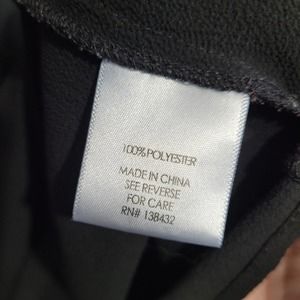 100% POLYESTER
MADE IN CHINA
SEE REVERSE
FOR CARE
RN# 138432